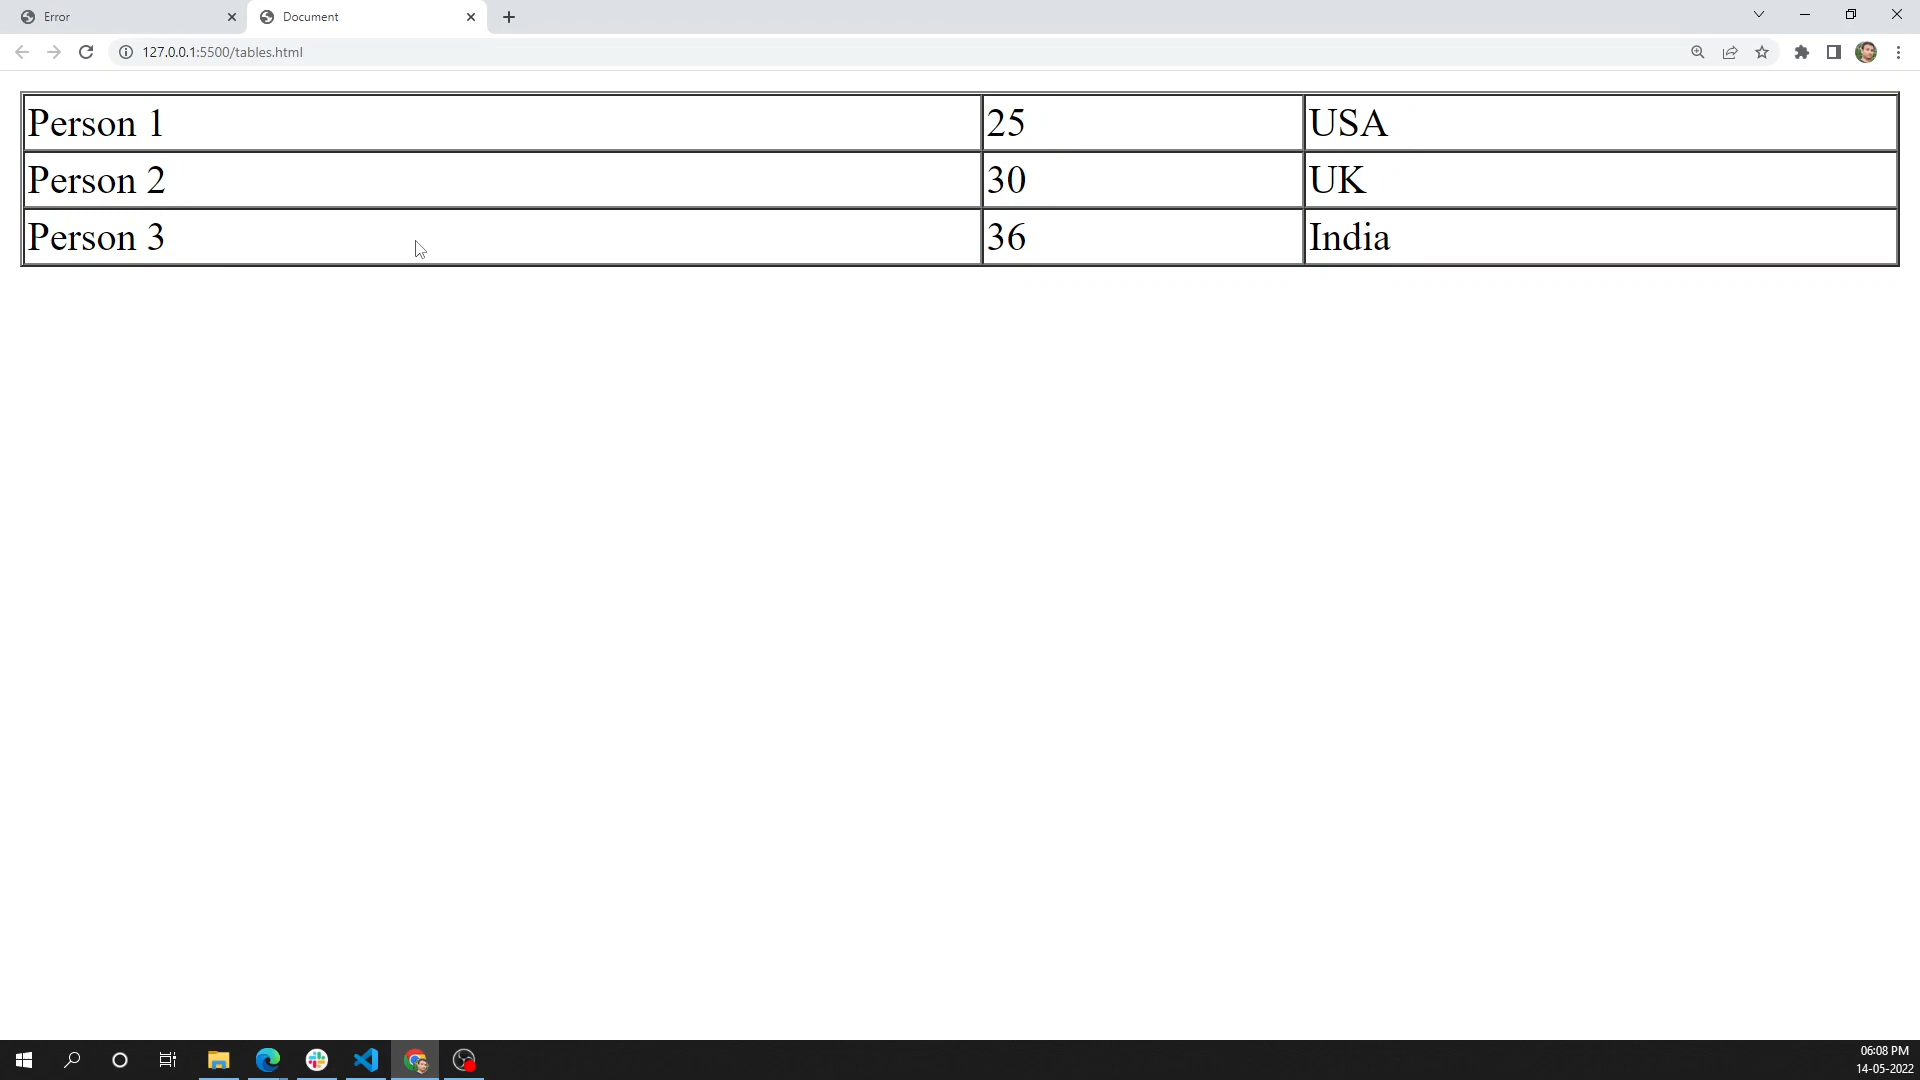 Error
Document
127.0.0.1:5500/tables.html
Person 1 25 USA
Person 2 30 UK
Person 3 36 India
06:08 PM
14-05-2022